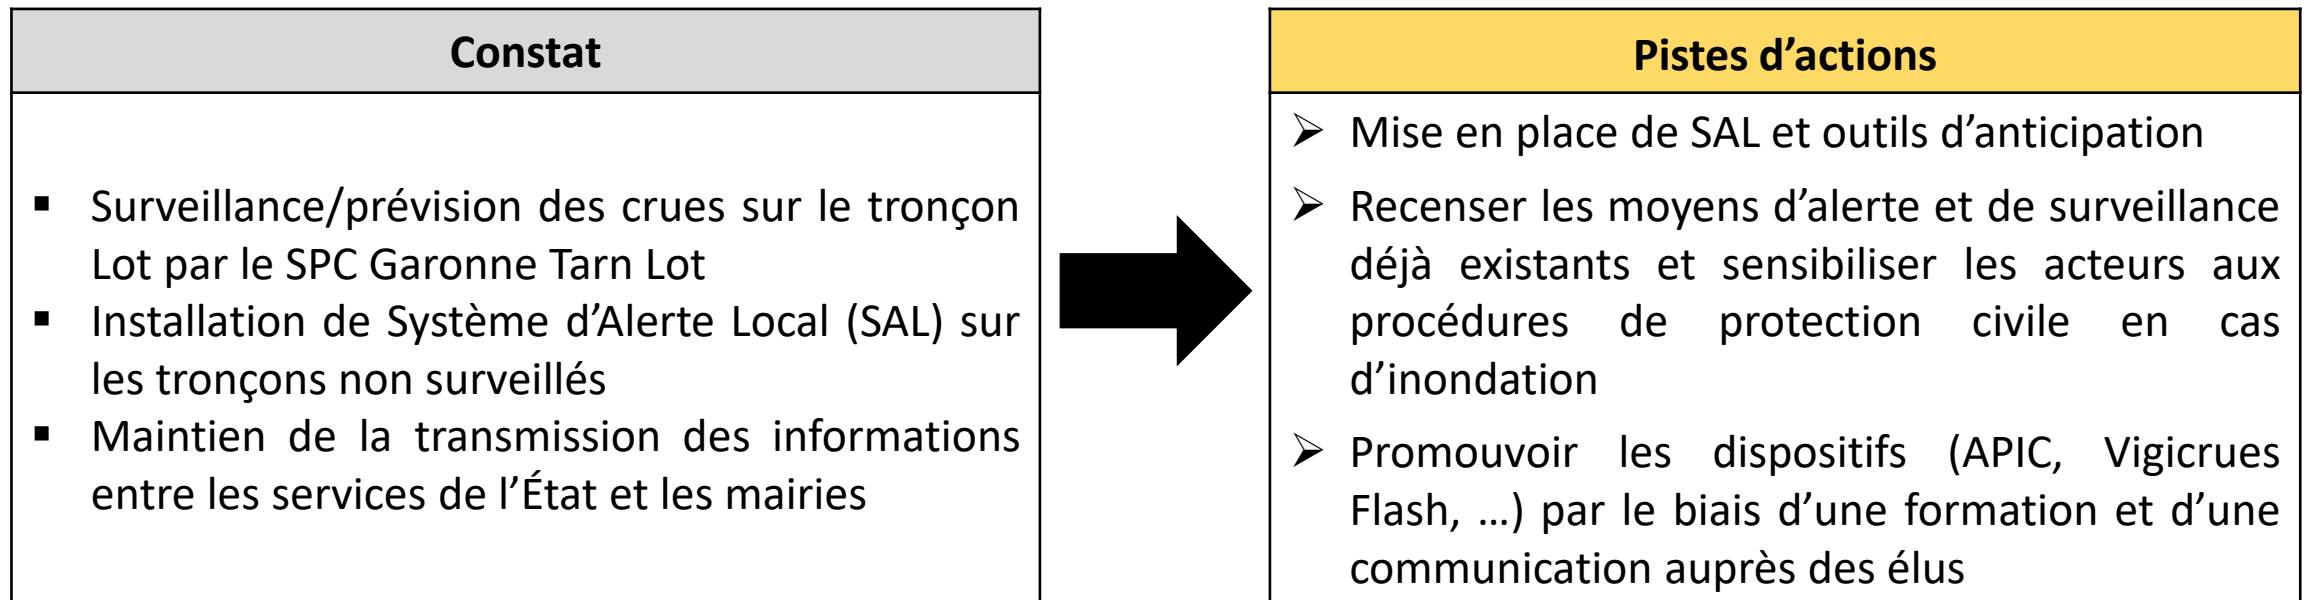 Constat
▪ Surveillance/prévision des crues sur le tronçon
Lot par le SPC Garonne Tarn Lot
▪ Installation de Système d’Alerte Local (SAL) sur
les tronçons non surveillés
▪ Maintien de la transmission des informations
entre les services de l’État et les mairies
Pistes d’actions
➢ Mise en place de SAL et outils d’anticipation
➢ Recenser les moyens d’alerte et de surveillance
déjà existants et sensibiliser les acteurs aux
procédures de protection civile en cas
d’inondation
➢ Promouvoir les dispositifs (APIC, Vigicrues
Flash, …) par le biais d’une formation et d’une
communication auprès des élus